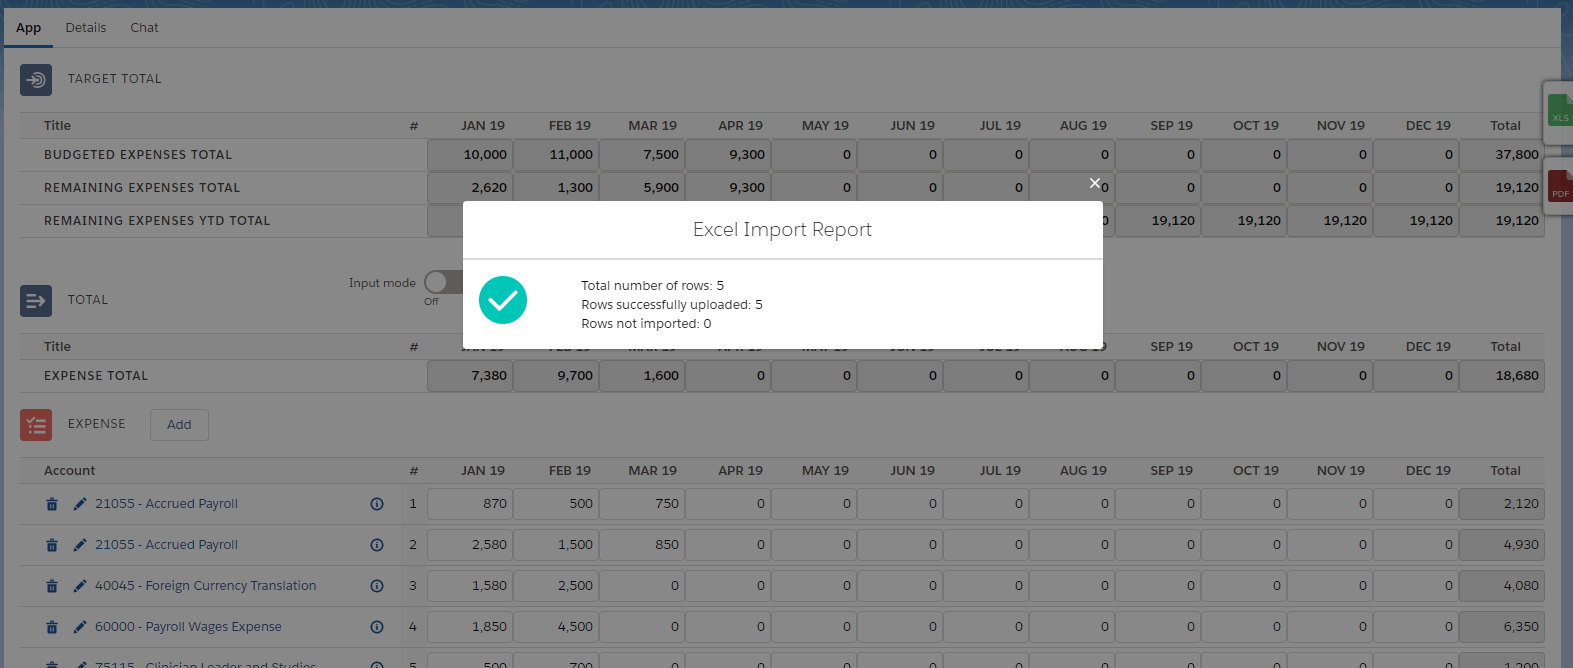 App Details Chat
TARGET TOTAL
Title # JAN 19 FEB 19 MAR 19 APR 19 MAY 19 JUN 19 JUL 19 AUG 19 SEP 19 OCT 19 NOV 19 DEC 19 Total
XLS
BUDGETED EXPENSES TOTAL 10,000 11,000 7,500 9,300 0 0 0 0 0 0 0 0 37,800
REMAINING EXPENSES TOTAL 2,620 1,300 5,900 9,300 0 0 0 0 0 0 0 0 19,120
PDF
REMAINING EXPENSES YTD TOTAL 0 19,120 19,120 19,120 19,120 19,120
Excel Import Report
Total number of rows: 5
Rows successfully uploaded: 5
Rows not imported: 0
Input mode
Off
TOTAL
Title # JAN 19 FEB 19 MAR 19 APR 19 MAY 19 JUN 19 JUL 19 AUG 19 SEP 19 OCT 19 NOV 19 DEC 19 Total
EXPENSE TOTAL 7,380 9,700 1,600 0 0 0 0 0 0 0 0 0 18,680
EXPENSE Add
Account # JAN 19 FEB 19 MAR 19 APR 19 MAY 19 JUN 19 JUL 19 AUG 19 SEP 19 OCT 19 NOV 19 DEC 19 Total
21055 - Accrued Payroll 1 870 500 750 0 0 0 0 0 0 0 0 0 2,120
21055 - Accrued Payroll 2 2,580 1,500 850 0 0 0 0 0 0 0 0 0 4,930
40045 - Foreign Currency Translation 3 1,580 2,500 0 0 0 0 0 0 0 0 0 0 4,080
60000 - Payroll Wages Expense 4 1,850 4,500 0 0 0 0 0 0 0 0 0 0 6,350
75115 - Clinician Leader and Studies 5 500 700 0 0 0 0 0 0 0 0 0 0 1,200